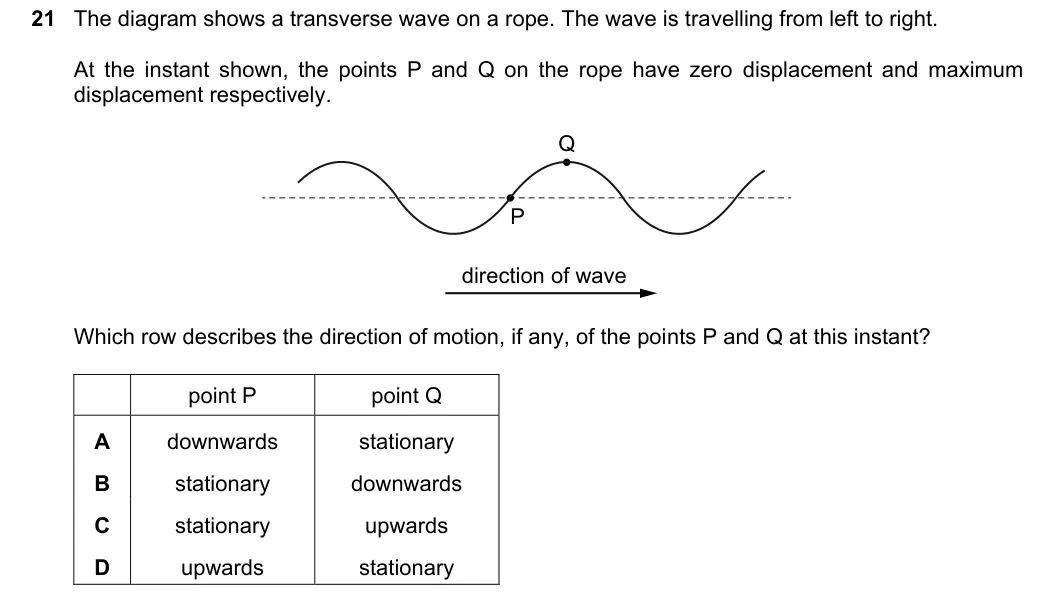 21 The diagram shows a transverse wave on a rope. The wave is travelling from left to right.
At the instant shown, the points P and Q on the rope have zero displacement and maximum
displacement respectively.
Q
P
direction of wave
Which row describes the direction of motion, if any, of the points P and Q at this instant?
point P point Q
A downwards stationary
B stationary downwards
C stationary upwards
D upwards stationary